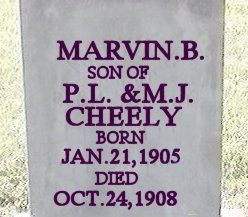 MARVIN.B.
SON OF
P.L. &M.J.
CHEELY
BORN
JAN.21,1905
DIED
OCT.24,1908